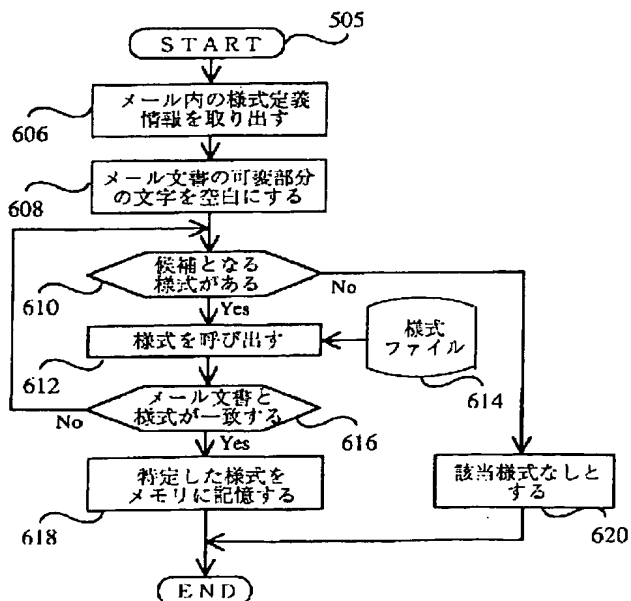 START
505
メール内の様式定義
情報を取り出す
606
メール文書の可変部分
の文字を空白にする
608
候補となる
様式がある
610
No
Yes
様式を呼び出す
612
様式
ファイル
614
メール文書と
様式が一致する
No
616
Yes
特定した様式を
メモリに記憶する
618
該当様式なしと
する
620
END